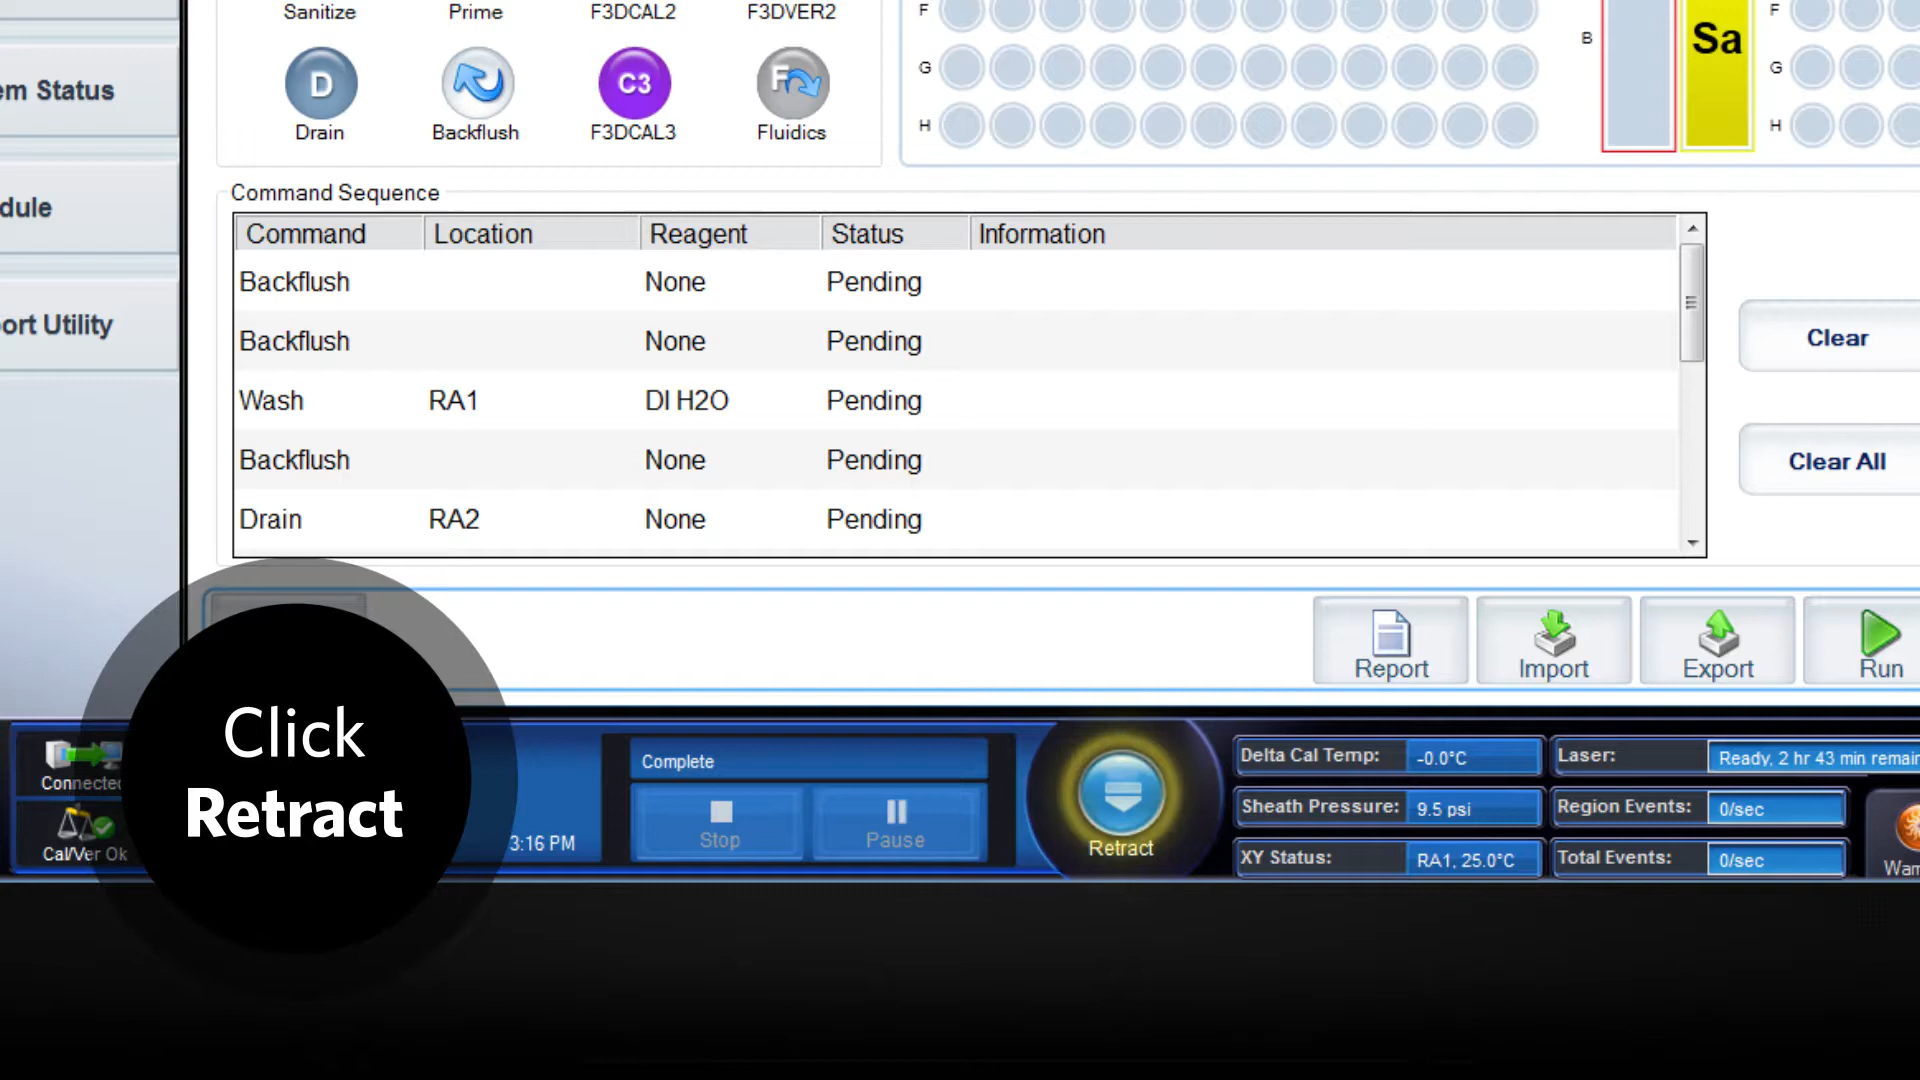 Sanitize Prime F3DCAL2 F3DVER2
F
F
B
Sa
G
G
D C3 F
Drain Backflush F3DCAL3 Fluidics
H
H
em Status
dule
ort Utility
Command Sequence
Command Location Reagent Status Information
Backflush None Pending
Backflush None Pending
Wash RA1 DI H2O Pending
Backflush None Pending
Drain RA2 None Pending
Clear
Clear All
Report Import Export Run
Click
Retract
Connected
Cal/Ver Ok
3:16 PM
Complete
Stop Pause
Retract
Delta Cal Temp: -0.0°C
Sheath Pressure: 9.5 psi
XY Status: RA1, 25.0°C
Laser: Ready, 2 hr 43 min remain
Region Events: 0/sec
Total Events: 0/sec